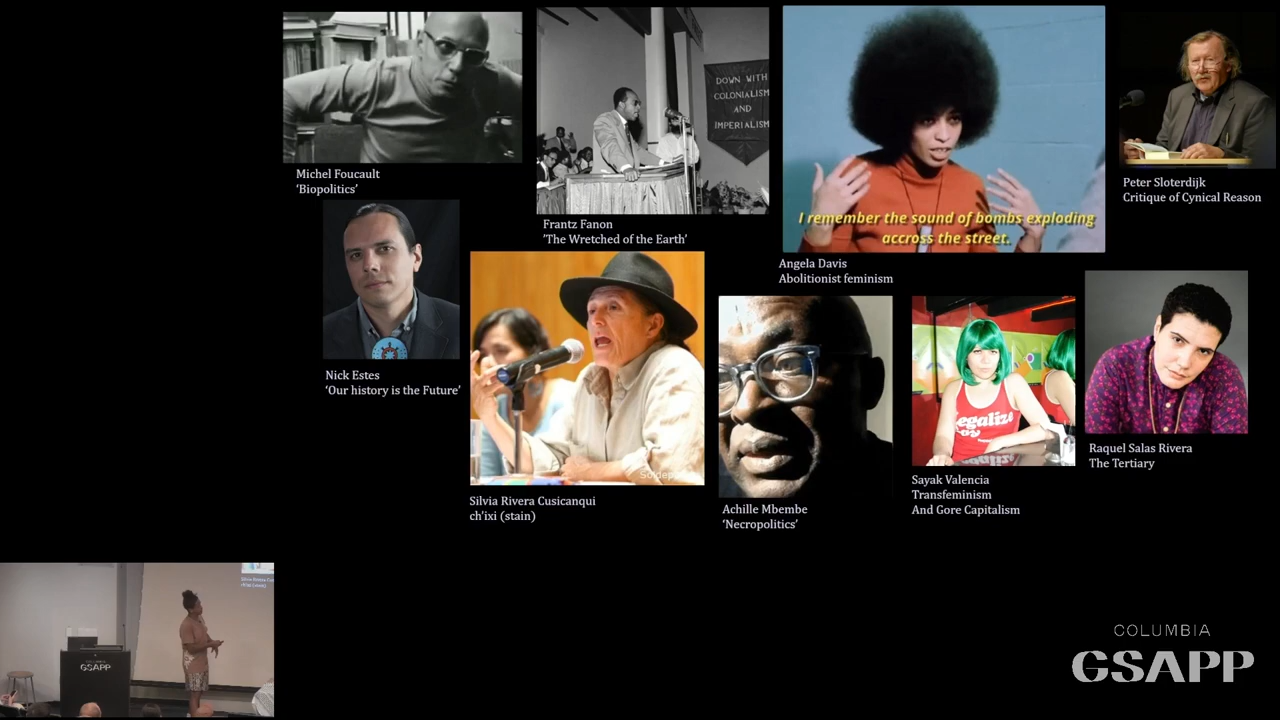 DOWN WITH
COLONIALISM
AND
IMPERIALISM
I remember the sound of bombs exploding
accross the street.
Michel Foucault
‘Biopolitics’
Peter Sloterdijk
Critique of Cynical Reason
Frantz Fanon
’The Wretched of the Earth’
Angela Davis
Abolitionist feminism
Nick Estes
‘Our history is the Future’
Raquel Salas Rivera
The Tertiary
Silvia Rivera Cusicanqui
ch'ixi (stain)
Achille Mbembe
‘Necropolitics’
Sayak Valencia
Transfeminism
And Gore Capitalism
COLUMBIA
GSAPP
COLUMBIA
GSAPP